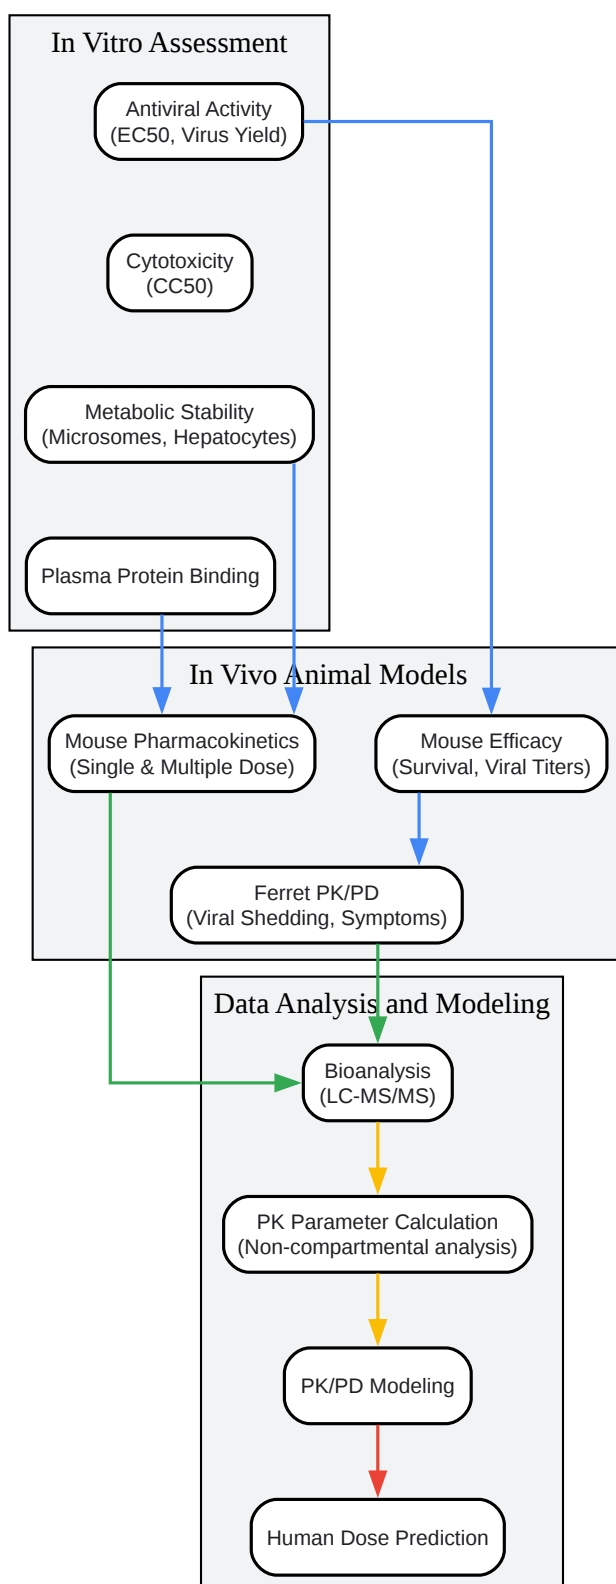 In Vitro Assessment
Antiviral Activity
(EC50, Virus Yield)
Cytotoxicity
(CC50)
Metabolic Stability
(Microsomes, Hepatocytes)
Plasma Protein Binding
In Vivo Animal Models
Mouse Pharmacokinetics
(Single & Multiple Dose)
Mouse Efficacy
(Survival, Viral Titers)
Ferret PK/PD
(Viral Shedding, Symptoms)
Data Analysis and Modeling
Bioanalysis
(LC-MS/MS)
PK Parameter Calculation
(Non-compartmental analysis)
PK/PD Modeling
Human Dose Prediction